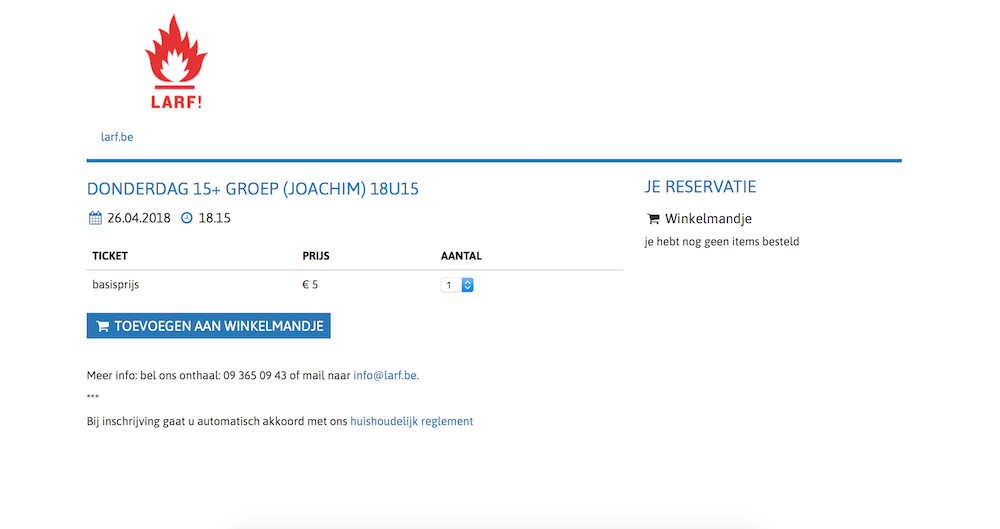 LARF!
larf.be
DONDERDAG 15+ GROEP (JOACHIM) 18U15
26.04.2018 18.15
TICKET PRIJS AANTAL
basisprijs € 5 1
TOEVOEGEN AAN WINKELMANDJE
Meer info: bel ons onthaal: 09 365 09 43 of mail naar info@larf.be.
***
Bij inschrijving gaat u automatisch akkoord met ons huishoudelijk reglement
JE RESERVATIE
Winkelmandje
je hebt nog geen items besteld